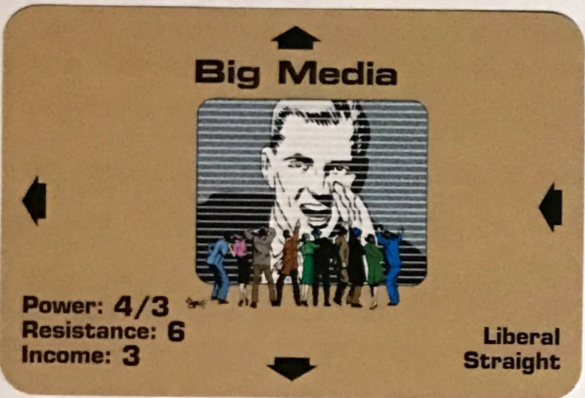 Big Media
Power: 4/3
Resistance: 6
Income: 3
Liberal
Straight